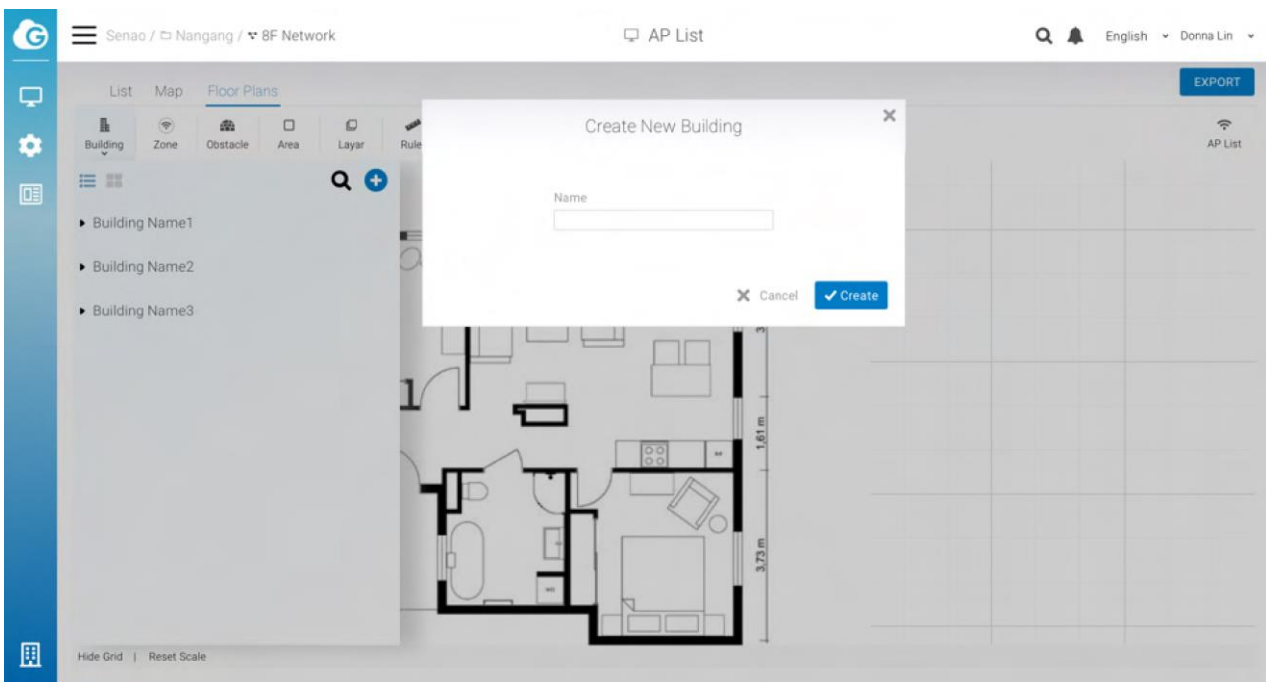 Senao / Nangang / 8F Network
AP List
English
Donna Lin
List
Map
Floor Plans
EXPORT
Building
Zone
Obstacle
Area
Layar
Rule
AP List
Create New Building
Name
Cancel
Create
Building Name1
Building Name2
Building Name3
1,61 m
3,73 m
Hide Grid | Reset Scale